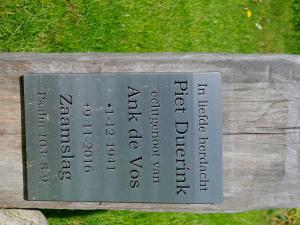 In liefde herdacht
Piet Duerink
echtgenoot van
Ank de Vos
*1-12-1941
+9-11-2016
Zaamslag
Psalm 103: 8-9